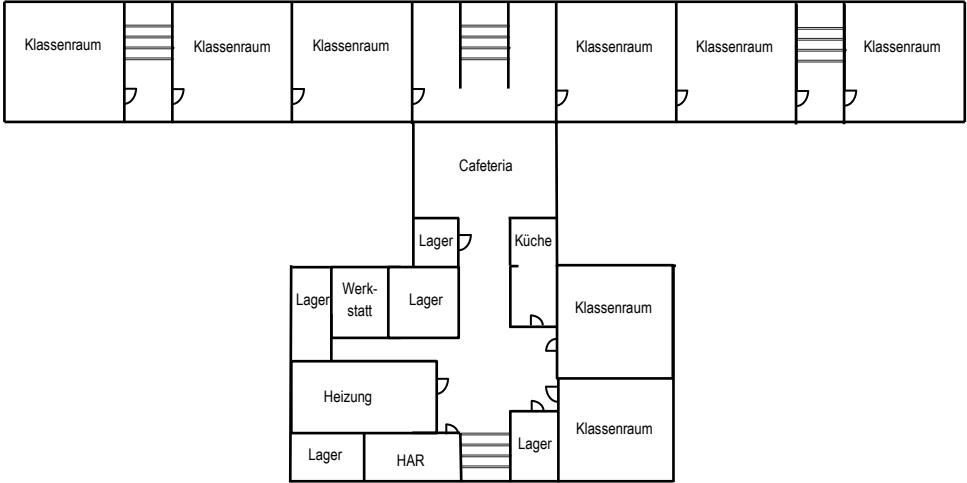 Klassenraum
Klassenraum
Klassenraum
Klassenraum
Klassenraum
Klassenraum
Cafeteria
Lager
Küche
Lager
Werk-
statt
Lager
Klassenraum
Heizung
Klassenraum
Lager
HAR
Lager